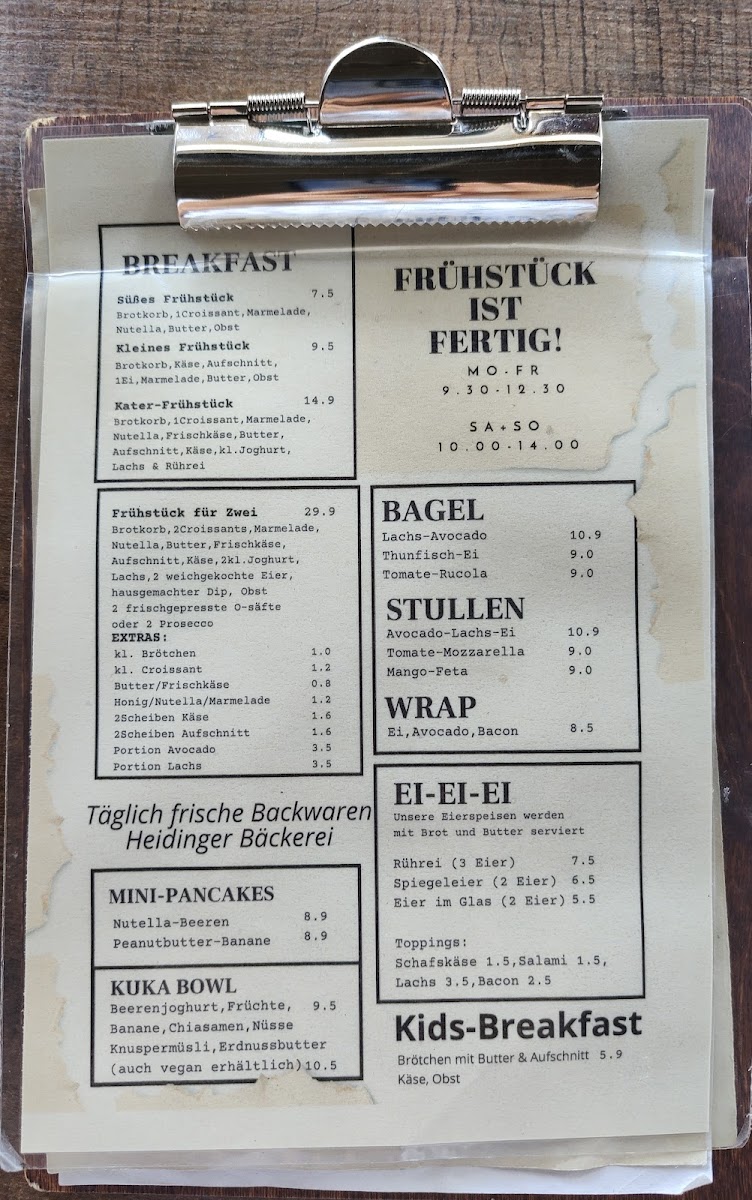 BREAKFAST
Süßes Frühstück 7.5
Brotkorb,1Croissant,Marmelade,
Nutella,Butter,Obst
Kleines Frühstück 9.5
Brotkorb,Käse,Aufschnitt,
1Ei,Marmelade,Butter,Obst
Kater-Frühstück 14.9
Brotkorb,1Croissant,Marmelade,
Nutella,Frischkäse,Butter,
Aufschnitt,Käse,kl.Joghurt,
Lachs & Rührei
FRÜHSTÜCK
IST
FERTIG!
MO-FR
9.30-12.30
SA+SO
10.00-14.00
Frühstück für Zwei 29.9
Brotkorb,2Croissants,Marmelade,
Nutella,Butter,Frischkäse,
Aufschnitt,Käse,2kl.Joghurt,
Lachs,2 weichgekochte Eier,
hausgemachter Dip, Obst
2 frischgepresste O-säfte
oder 2 Prosecco
EXTRAS:
kl. Brötchen 1.0
kl. Croissant 1.2
Butter/Frischkäse 0.8
Honig/Nutella/Marmelade 1.2
2Scheiben Käse 1.6
2Scheiben Aufschnitt 1.6
Portion Avocado 3.5
Portion Lachs 3.5
BAGEL
Lachs-Avocado 10.9
Thunfisch-Ei 9.0
Tomate-Rucola 9.0
STULLEN
Avocado-Lachs-Ei 10.9
Tomate-Mozzarella 9.0
Mango-Feta 9.0
WRAP
Ei,Avocado,Bacon 8.5
Täglich frische Backwaren
Heidinger Bäckerei
MINI-PANCAKES
Nutella-Beeren 8.9
Peanutbutter-Banane 8.9
KUKA BOWL
Beerenjoghurt,Früchte, 9.5
Banane,Chiasamen,Nüsse
Knuspermüsli,Erdnussbutter
(auch vegan erhältlich)10.5
EI-EI-EI
Unsere Eierspeisen werden
mit Brot und Butter serviert
Rührei (3 Eier) 7.5
Spiegeleier (2 Eier) 6.5
Eier im Glas (2 Eier) 5.5
Toppings:
Schafskäse 1.5,Salami 1.5,
Lachs 3.5,Bacon 2.5
Kids-Breakfast
Brötchen mit Butter & Aufschnitt 5.9
Käse, Obst